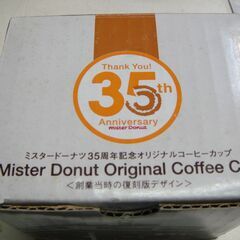 Thank You!
35th
Anniversary
mister Donut
ミスタードーナツ35周年記念オリジナルコーヒーカップ
Mister Donut Original Coffee C
＜創業当時の復刻版デザイン＞